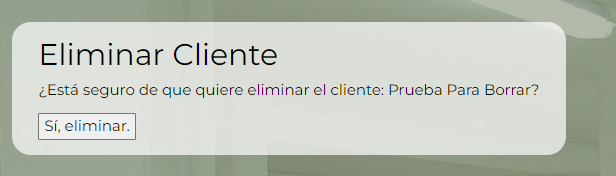 Eliminar Cliente
¿Está seguro de que quiere eliminar el cliente: Prueba Para Borrar?
Sí, eliminar.